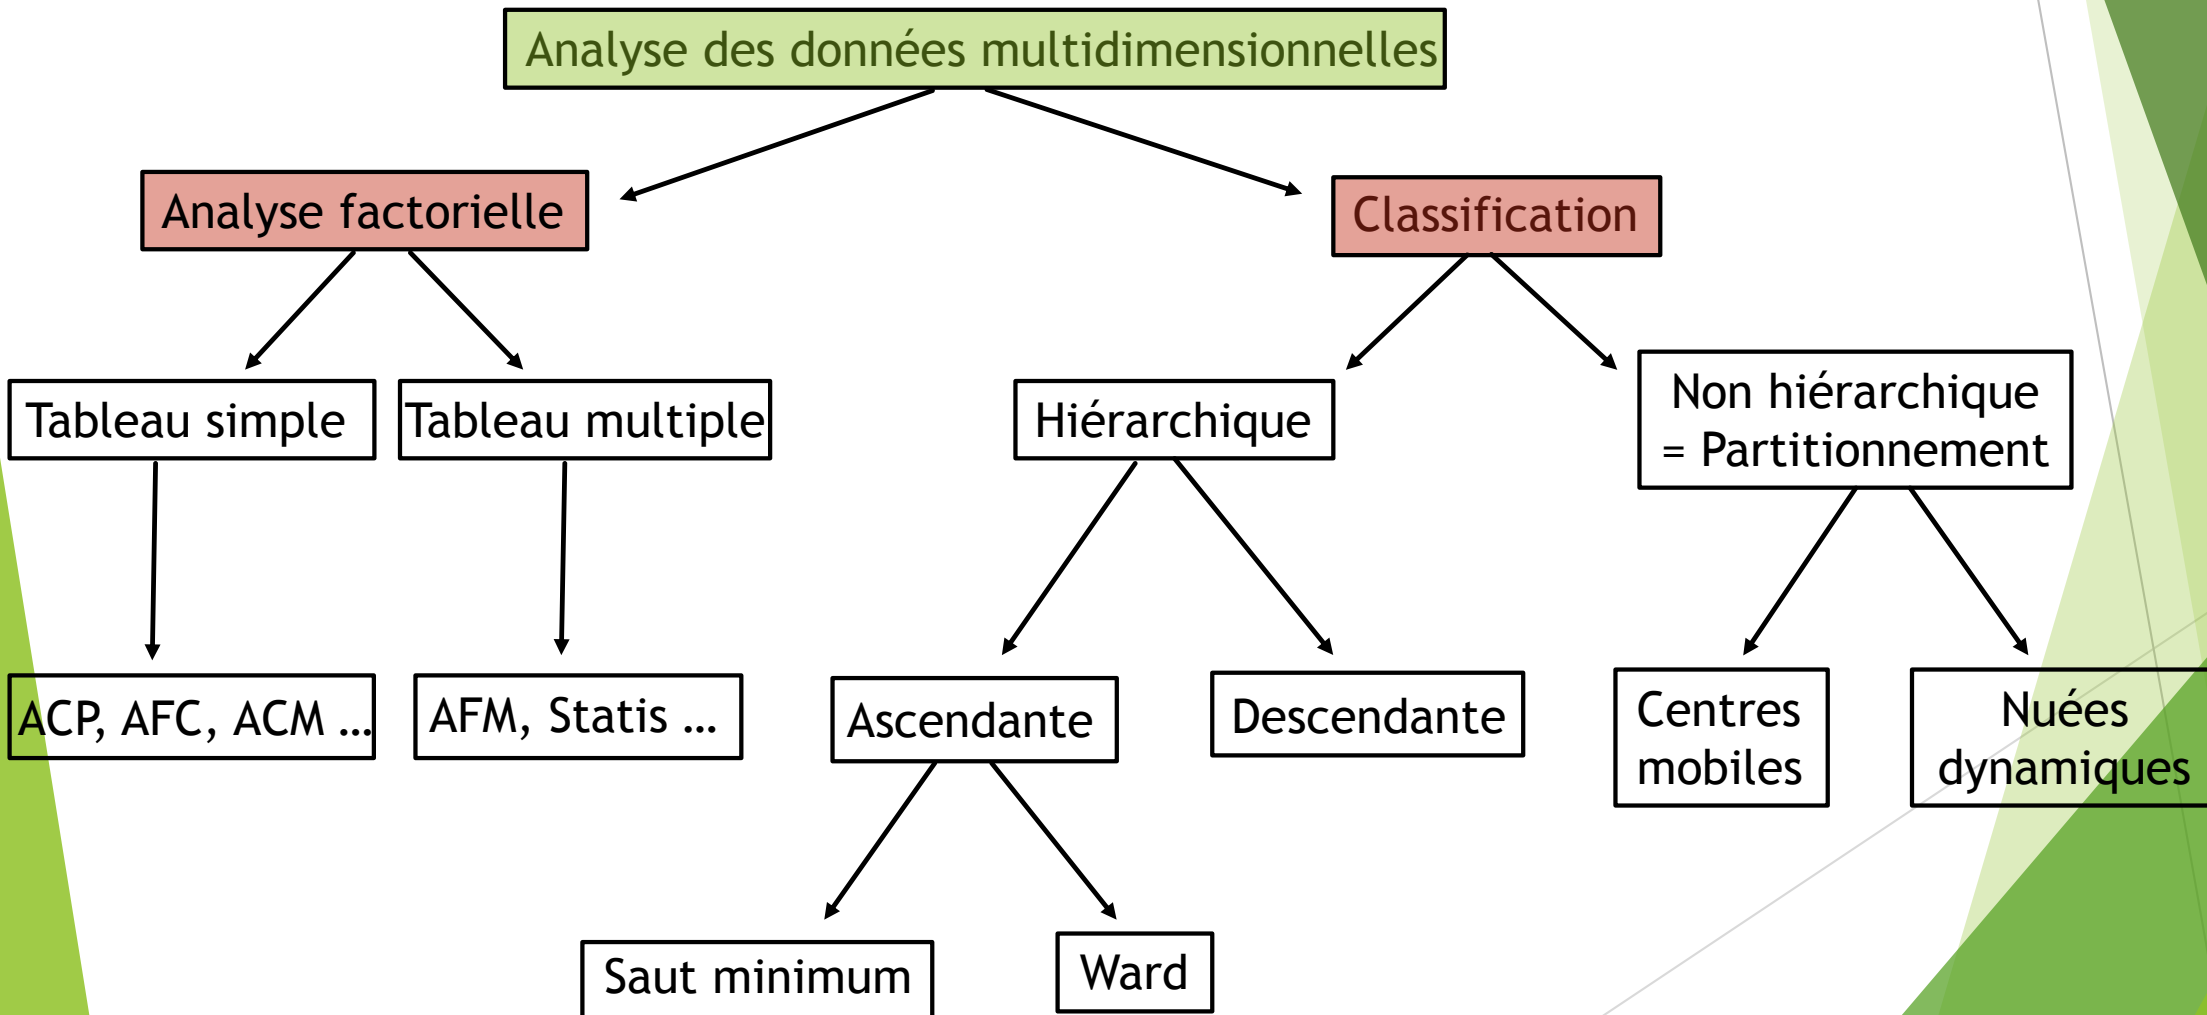 Analyse des données multidimensionnelles
Analyse factorielle
Classification
Tableau simple
Tableau multiple
Hiérarchique
Non hiérarchique
= Partitionnement
ACP, AFC, ACM ...
AFM, Statis ...
Ascendante
Descendante
Centres
mobiles
Nuées
dynamiques
Saut minimum
Ward